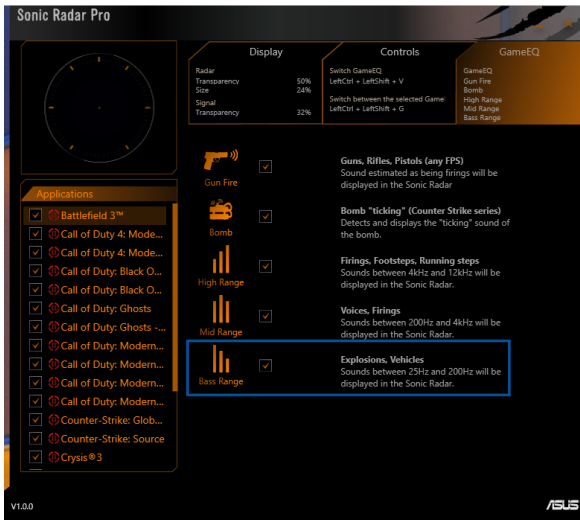 Sonic Radar Pro
Display
Radar
Transparency 50%
Size 24%
Signal
Transparency 32%
Controls
Switch GameEQ
LeftCtrl + LeftShift + V
Switch between the selected Game
LeftCtrl + LeftShift + G
GameEQ
GameEQ
Gun Fire
Bomb
High Range
Mid Range
Bass Range
Applications
Battlefield 3™
Call of Duty 4: Mode...
Call of Duty 4: Mode...
Call of Duty: Black O...
Call of Duty: Black O...
Call of Duty: Ghosts
Call of Duty: Ghosts -...
Call of Duty: Modern...
Call of Duty: Modern...
Call of Duty: Modern...
Call of Duty: Modern...
Counter-Strike: Glob...
Counter-Strike: Source
Crysis®3
Gun Fire
Guns, Rifles, Pistols (any FPS)
Sound estimated as being firings will be
displayed in the Sonic Radar
Bomb
Bomb "ticking" (Counter Strike series)
Detects and displays the "ticking" sound of
the bomb.
High Range
Firings, Footsteps, Running steps
Sounds between 4kHz and 12kHz will be
displayed in the Sonic Radar.
Mid Range
Voices, Firings
Sounds between 200Hz and 4kHz will be
displayed in the Sonic Radar.
Bass Range
Explosions, Vehicles
Sounds between 25Hz and 200Hz will be
displayed in the Sonic Radar.
V1.0.0
ASUS